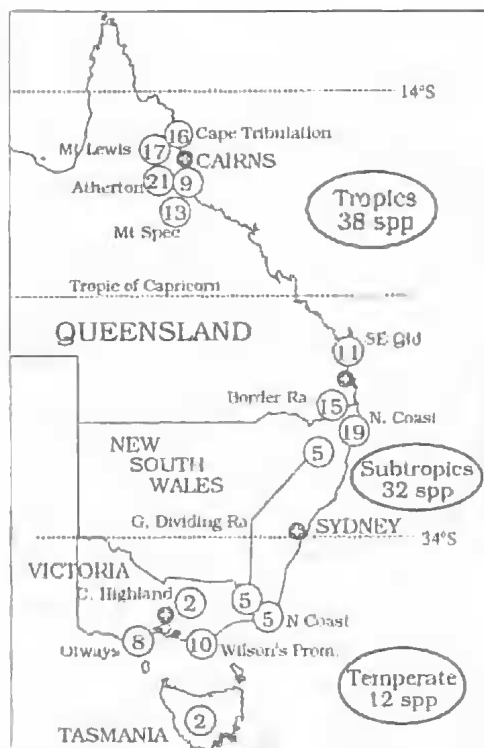 14°S
16 Cape Tribulation
Mt Lewis 17
CAIRNS
Atherton 21 9
13
Mt Spec
Tropics
38 spp
Tropic of Capricorn
QUEENSLAND
SE Qld
11
Border Ra 15
N. Coast
19
NEW
SOUTH
WALES
5
Subtropics
32 spp
G. Dividing Ra
SYDNEY
34°S
VICTORIA
C. Highland
2
5
5 N Coast
Otways 8
10 Wilson's Prom.
Temperate
12 spp
2
TASMANIA